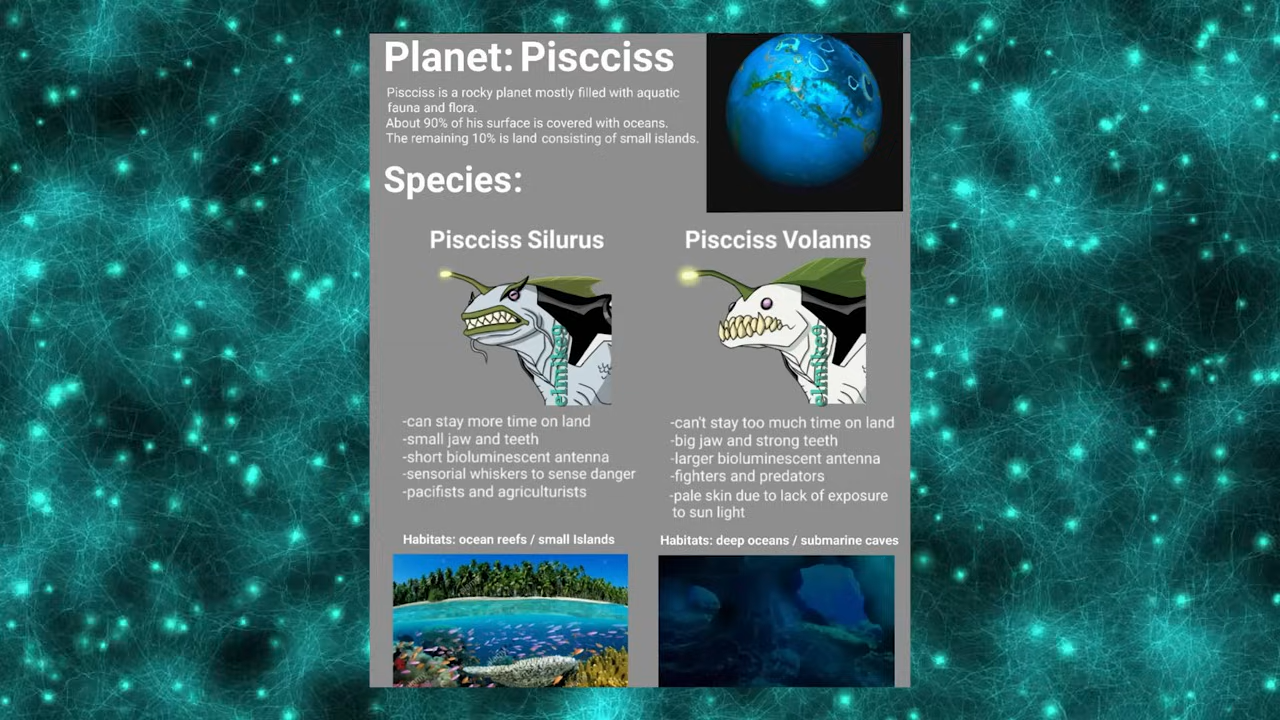 Planet: Piscciss
Piscciss is a rocky planet mostly filled with aquatic
fauna and flora.
About 90% of his surface is covered with oceans.
The remaining 10% is land consisting of small islands.
Species:
Piscciss Silurus
-can stay more time on land
-small jaw and teeth
-short bioluminescent antenna
-sensorial whiskers to sense danger
-pacifists and agriculturists
Habitats: ocean reefs / small Islands
Piscciss Volanns
-can't stay too much time on land
-big jaw and strong teeth
-larger bioluminescent antenna
-fighters and predators
-pale skin due to lack of exposure
to sun light
Habitats: deep oceans / submarine caves